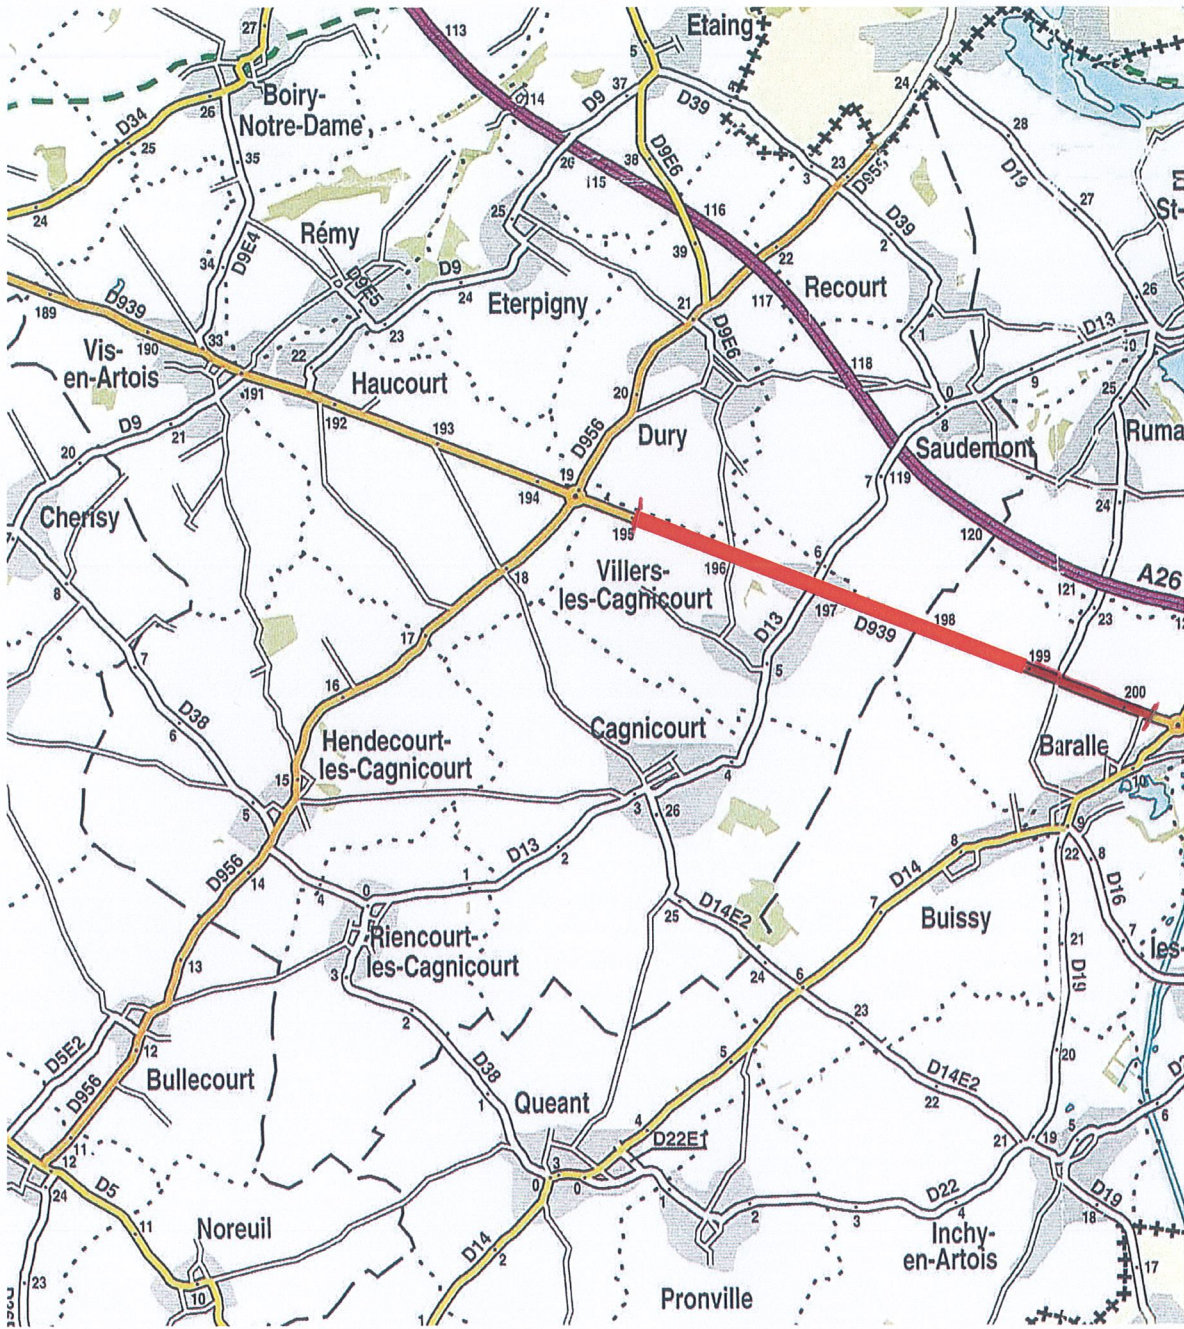 27
113
5
Etaing
24
37
D9
D39
4
114
Boiry-
Notre-Dame
26
D34
25
28
D19
35
26
38
D9E6
115
3
23
D955
27
24
25
116
D39
2
St-
Rémy
34
D9E4
D9E5
D9
24
39
22
Recourt
26
Eterpigny
21
117
189
D939
190
33
23
D9E6
1
D13
0
Vis-
en-Artois
22
Haucourt
118
9
25
191
20
0
8
192
193
D9
21
D956
Dury
Saudemont
Ruma
20
19
194
7
119
24
Cherisy
195
120
6
Villers-
les-Cagnicourt
196
18
A26
8
197
121
D939
198
23
12
17
D13
7
5
199
16
200
D38
6
Cagnicourt
Hendecourt-
les-Cagnicourt
Baralle
4
15
10
5
3
26
9
D13
2
8
22
8
D956
14
1
D14
4
0
7
D14E2
D16
25
Buissy
Riencourt-
les-Cagnicourt
21
7
les-
13
3
24
6
D19
2
23
D5E2
12
5
20
Bullecourt
D38
D14E2
22
D956
1
Queant
6
4
D22E1
21
19
5
11
12
3
0
0
24
D5
1
D22
D19
2
3
4
18
11
Noreuil
D14
2
Inchy-
en-Artois
17
23
10
Pronville